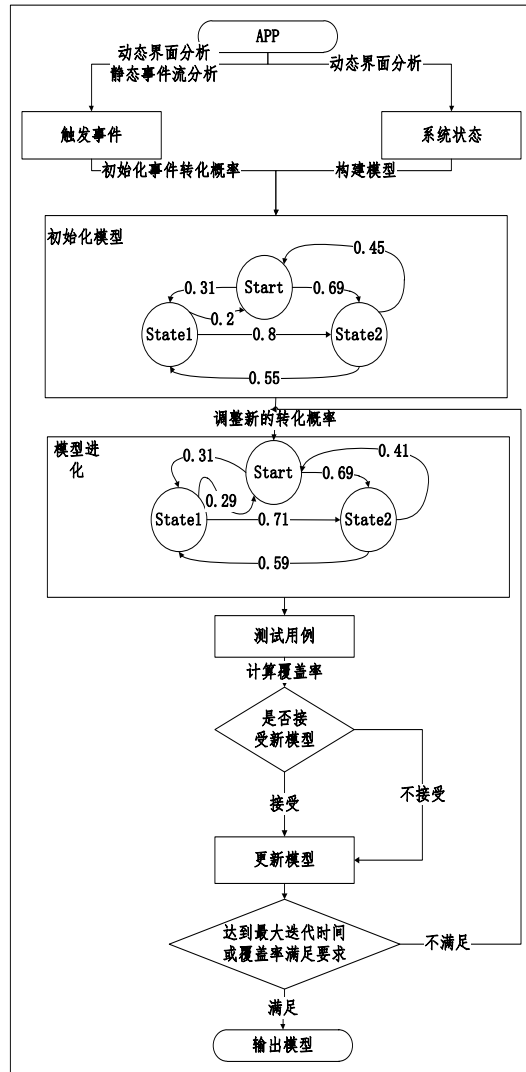 APP
动态界面分析
静态事件流分析
动态界面分析
触发事件
系统状态
初始化事件转化概率
构建模型
初始化模型
0.45
0.31
Start
0.69
0.2
State1
0.8
State2
0.55
调整新的转化概率
模型进
化
0.31
Start
0.41
0.69
0.29
State1
0.71
State2
0.59
测试用例
计算覆盖率
是否接
受新模型
接受
不接受
更新模型
达到最大迭代时间
或覆盖率满足要求
不满足
满足
输出模型